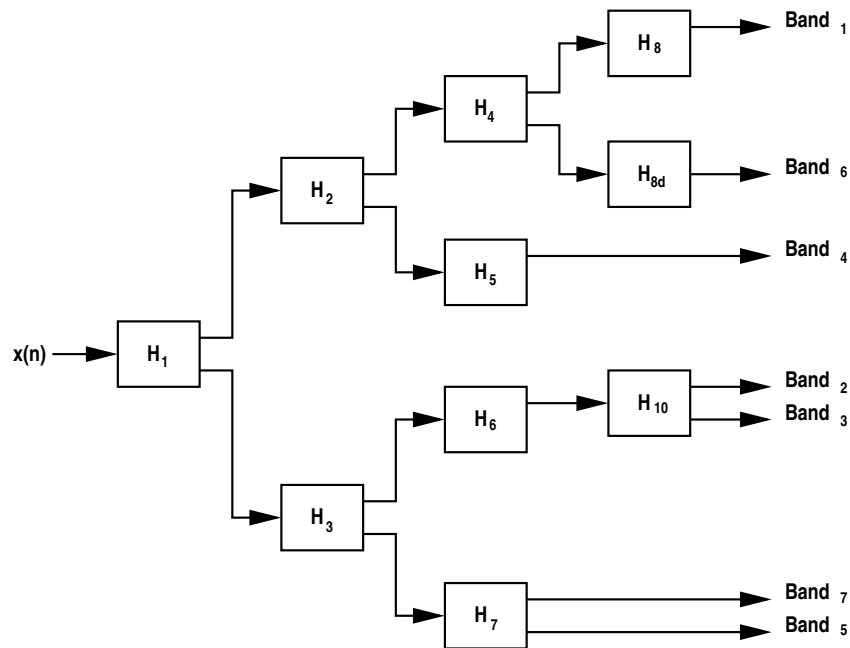 Band 1
H8
H4
Band 6
H8d
H2
Band 4
H5
x(n)
H1
Band 2
H10
Band 3
H6
H3
Band 7
H7
Band 5